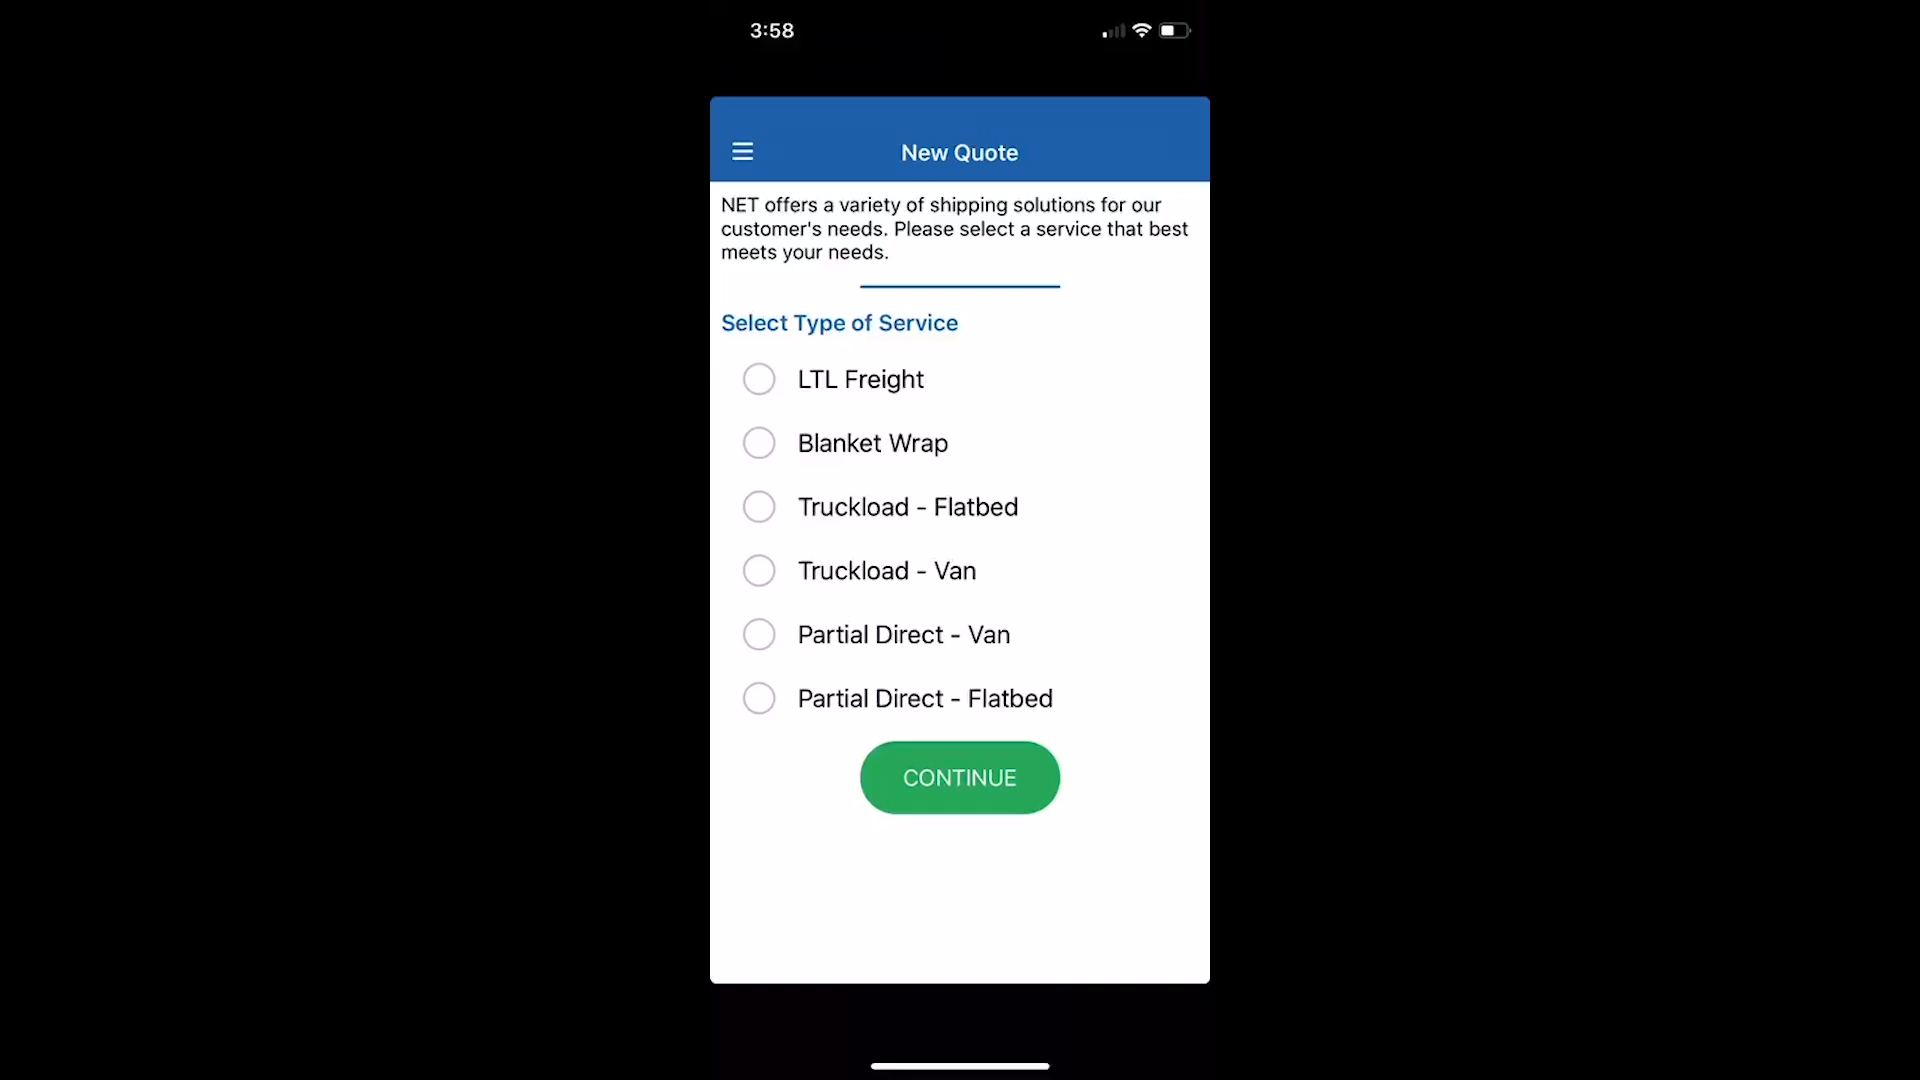 3:58
New Quote
NET offers a variety of shipping solutions for our
customer's needs. Please select a service that best
meets your needs.
Select Type of Service
LTL Freight
Blanket Wrap
Truckload - Flatbed
Truckload - Van
Partial Direct - Van
Partial Direct - Flatbed
CONTINUE